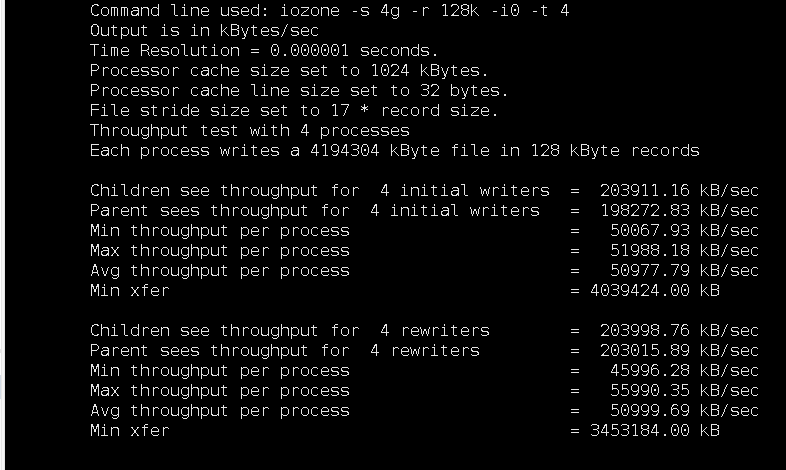 Command line used: iozone -s 4g -r 128k -i0 -t 4
Output is in kBytes/sec
Time Resolution = 0.000001 seconds.
Processor cache size set to 1024 kBytes.
Processor cache line size set to 32 bytes.
File stride size set to 17 * record size.
Throughput test with 4 processes
Each process writes a 4194304 kByte file in 128 kByte records
Children see throughput for  4 initial writers  =  203911.16 kB/sec
Parent sees throughput for  4 initial writers   =  198272.83 kB/sec
Min throughput per process                      =   50067.93 kB/sec
Max throughput per process                      =   51988.18 kB/sec
Avg throughput per process                      =   50977.79 kB/sec
Min xfer                                        = 4039424.00 kB
Children see throughput for  4 rewriters        =  203998.76 kB/sec
Parent sees throughput for  4 rewriters         =  203015.89 kB/sec
Min throughput per process                      =   45996.28 kB/sec
Max throughput per process                      =   55990.35 kB/sec
Avg throughput per process                      =   50999.69 kB/sec
Min xfer                                        = 3453184.00 kB